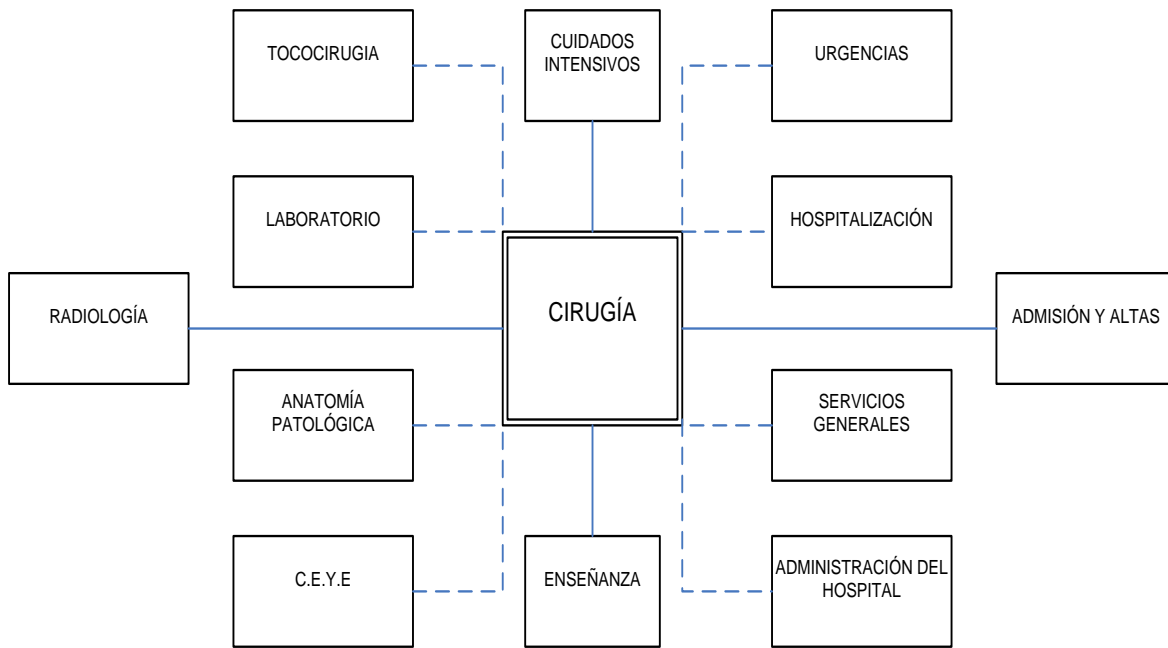 TOCOCIRUGIA
CUIDADOS
INTENSIVOS
URGENCIAS
LABORATORIO
HOSPITALIZACIÓN
RADIOLOGÍA
CIRUGÍA
ADMISIÓN Y ALTAS
ANATOMÍA
PATOLÓGICA
SERVICIOS
GENERALES
C.E.Y.E
ENSEÑANZA
ADMINISTRACIÓN DEL
HOSPITAL